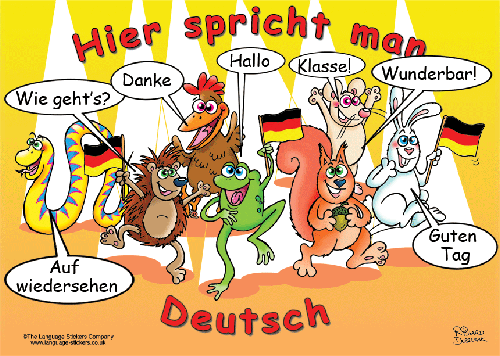 Hier spricht man
Hallo
Klasse!
Danke
Wunderbar!
Wie geht's?
Guten
Tag
Auf
wiedersehen
Deutsch
©The Language Stickers Company
www.language-stickers.co.uk